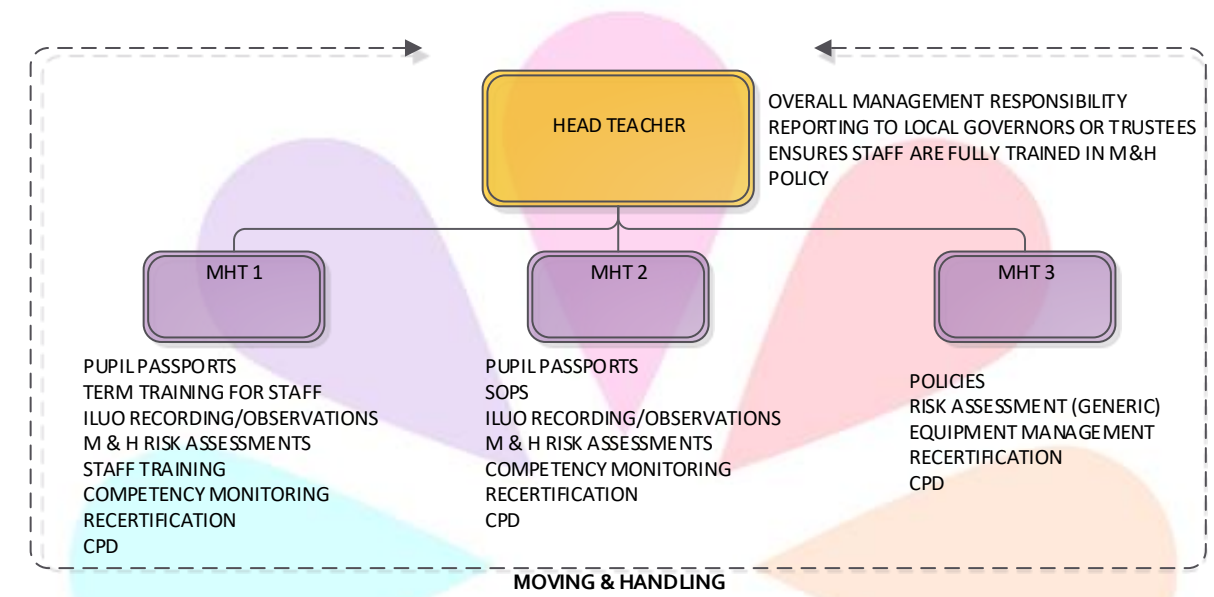 HEAD TEACHER
OVERALL MANAGEMENT RESPONSIBILITY
REPORTING TO LOCAL GOVERNORS OR TRUSTEES
ENSURES STAFF ARE FULLY TRAINED IN M&H
POLICY
MHT 1
PUPIL PASSPORTS
TERM TRAINING FOR STAFF
ILUO RECORDING/OBSERVATIONS
M & H RISK ASSESSMENTS
STAFF TRAINING
COMPETENCY MONITORING
RECERTIFICATION
CPD
MHT 2
PUPIL PASSPORTS
SOPS
ILUO RECORDING/OBSERVATIONS
M & H RISK ASSESSMENTS
COMPETENCY MONITORING
RECERTIFICATION
CPD
MHT 3
POLICIES
RISK ASSESSMENT (GENERIC)
EQUIPMENT MANAGEMENT
RECERTIFICATION
CPD
MOVING & HANDLING